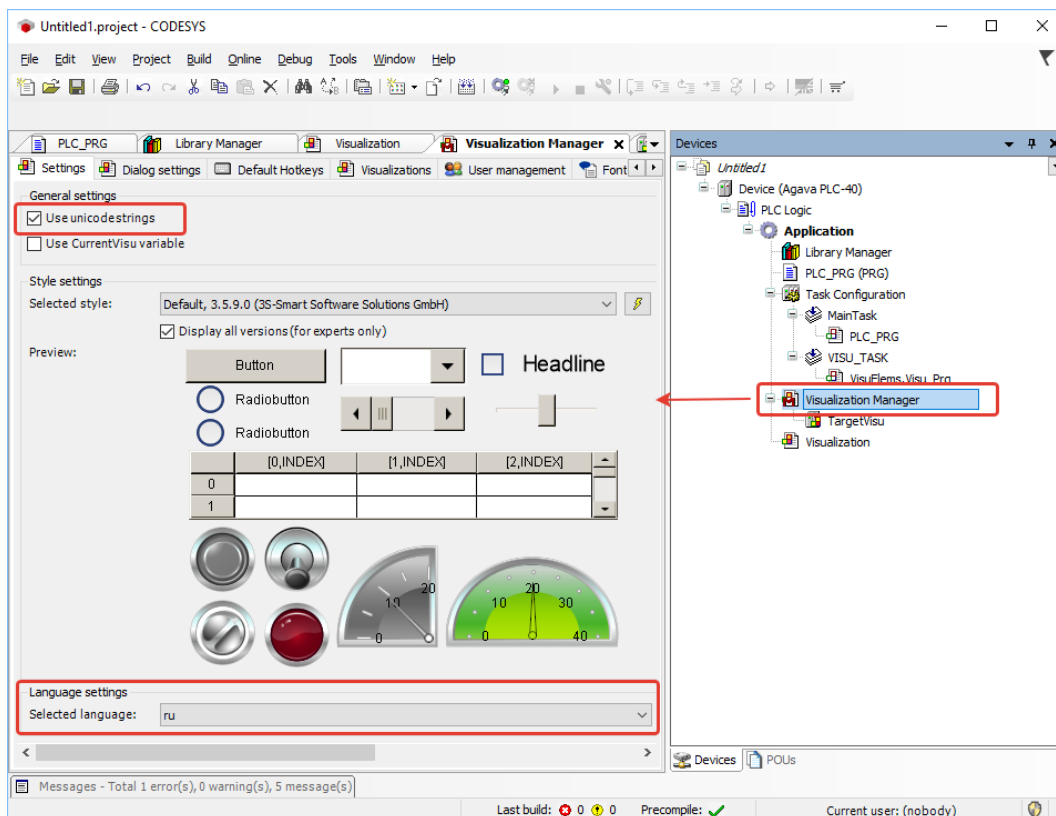 Untitled1.project - CODESYS
File Edit View Project Build Online Debug Tools Window Help
PLC_PRG Library Manager Visualization Visualization Manager
Settings Dialog settings Default Hotkeys Visualizations User management Font
General settings
Use unicodestrings
Use CurrentVisu variable
Style settings
Selected style: Default, 3.5.9.0 (3S-Smart Software Solutions GmbH)
Display all versions (for experts only)
Preview:
Button
Headline
Radiobutton
Radiobutton
[0,INDEX] [1,INDEX] [2,INDEX]
0
1
0 10 20
0 10 20 30 40
Language settings
Selected language: ru
Devices
Untitled1
Device (Agava PLC-40)
PLC Logic
Application
Library Manager
PLC_PRG (PRG)
Task Configuration
MainTask
PLC_PRG
VISU_TASK
VisuElems.Visu_Prg
Visualization Manager
TargetVisu
Visualization
Devices POUs
Messages - Total 1 error(s), 0 warning(s), 5 message(s)
Last build: 0 0 Precompile: Current user: (nobody)